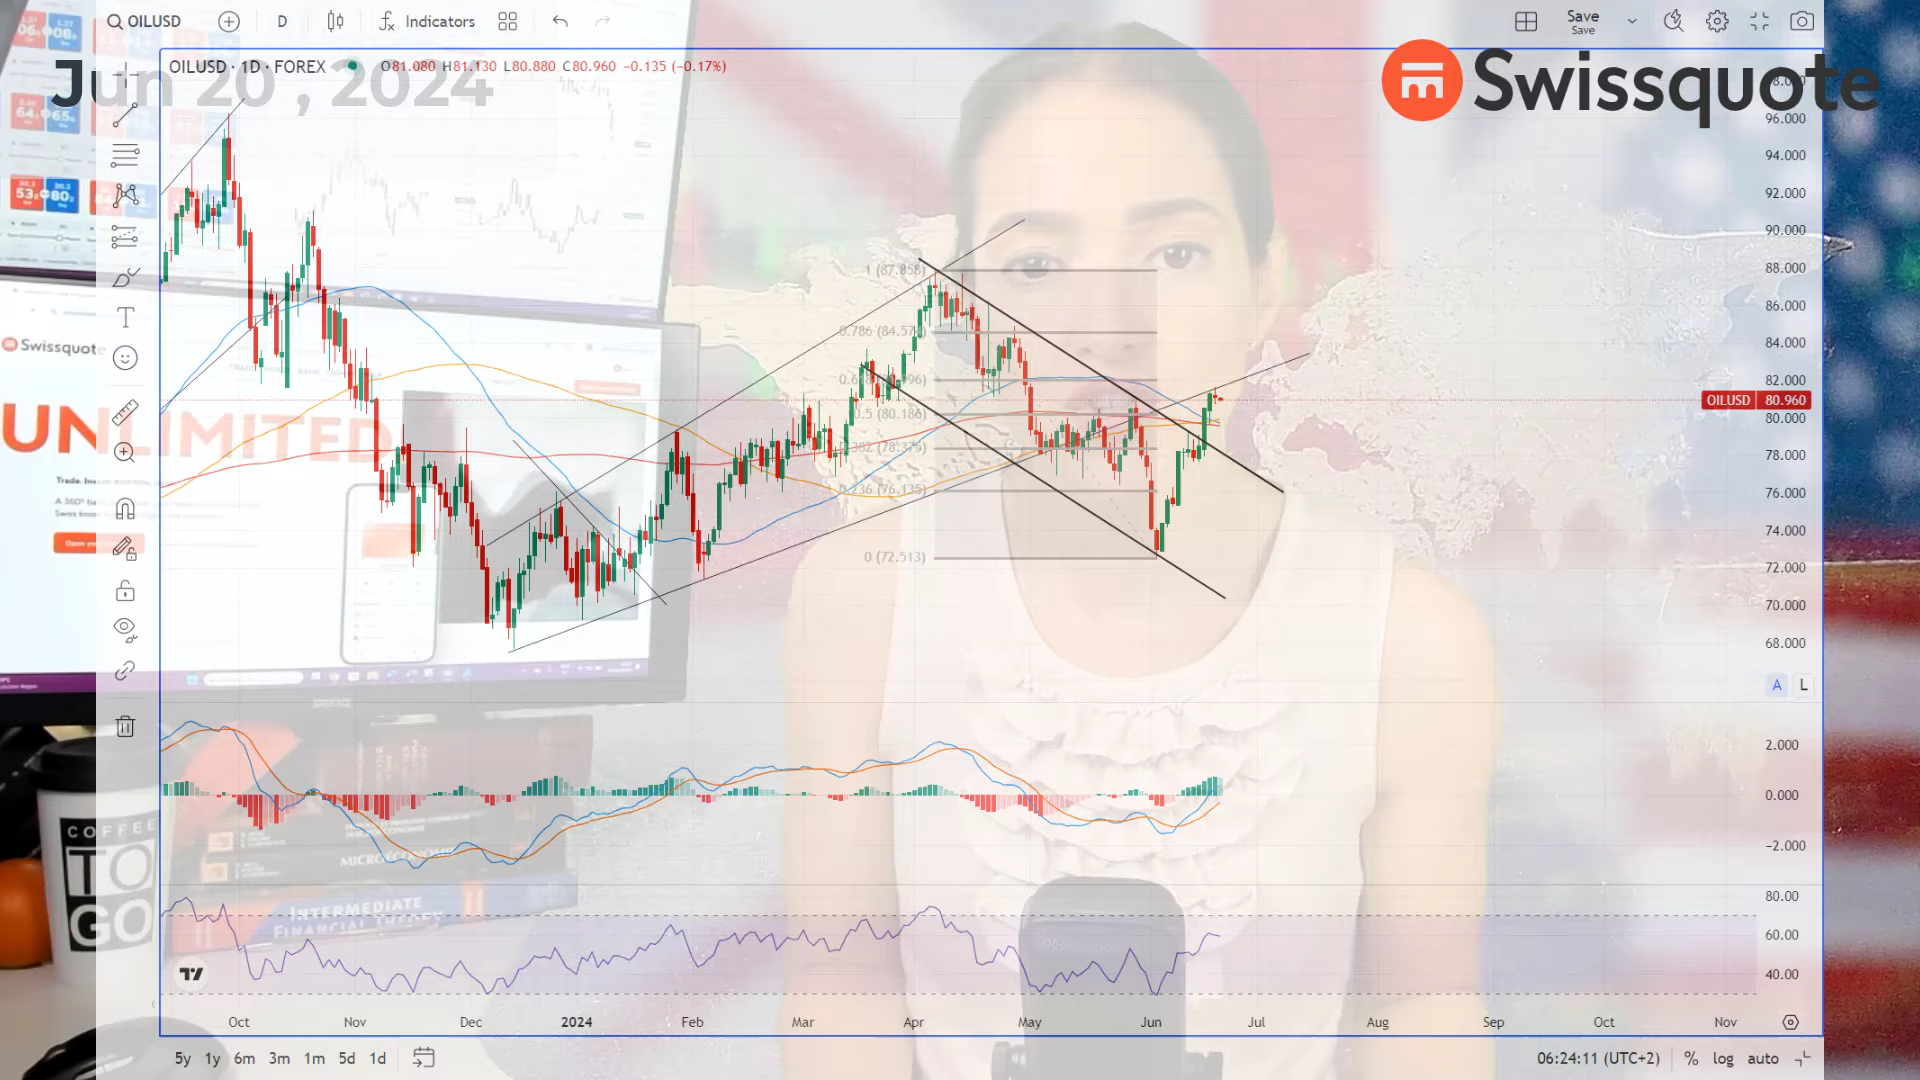 OILUSD
D
Indicators
Save
Save
OILUSD · 1D · FOREX O81.080 H81.130 L80.880 C80.960 −0.135 (−0.17%)
Jun 20 , 2024
Swissquote
96.000
94.000
92.000
90.000
88.000
86.000
84.000
82.000
OILUSD 80.960
80.000
78.000
76.000
74.000
72.000
70.000
68.000
A L
1 (87.858)
0.5 (80.186)
0.236 (76.135)
0 (72.513)
Swissquote
UNLIMITED
COFFEE
TO
GO
INTERMEDIATE
FINANCIAL THEORY
2.000
0.000
−2.000
80.00
60.00
40.00
Oct Nov Dec 2024 Feb Mar Apr May Jun Jul Aug Sep Oct Nov
5y 1y 6m 3m 1m 5d 1d
06:24:11 (UTC+2) % log auto